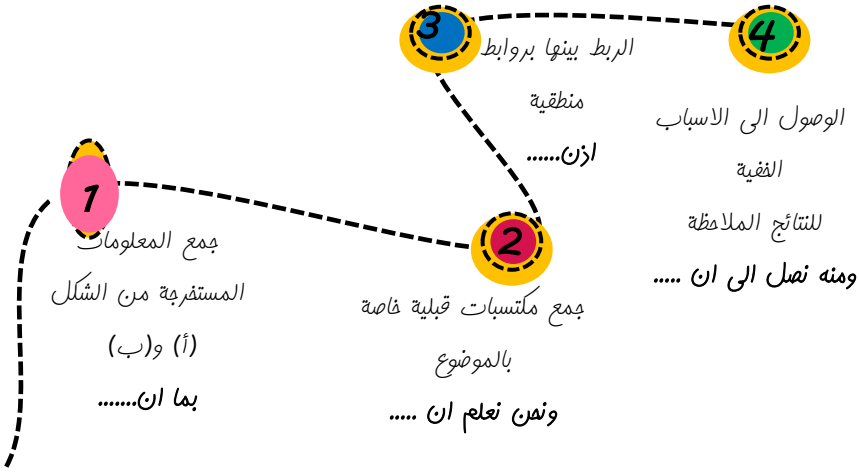 1
جمع المعلومات
المستخرجة من الشكل
(أ) و(ب)
بما ان.......
2
جمع مكتسبات قبلية خاصة
بالموضوع
ونحن نعلم ان .....
3
الربط بينها بروابط
منطقية
اذن......
4
الوصول الى الاسباب
الخفية
للنتائج الملاحظة
ومنه نصل الى ان .....